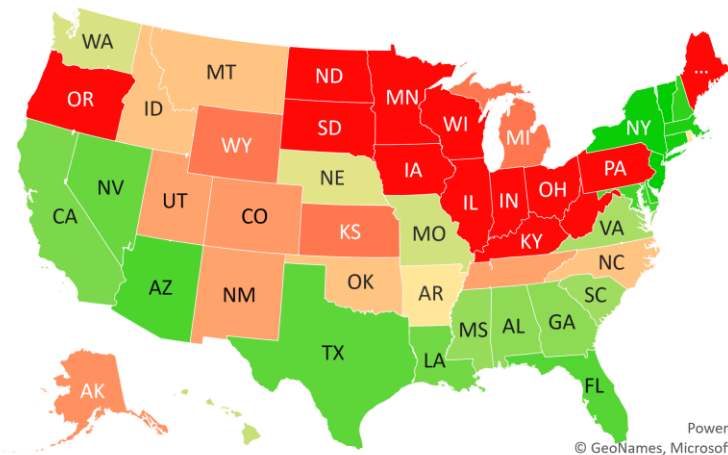 WA
MT
ND
MN
...
OR
ID
SD
WI
MI
NY
WY
IA
PA
NE
IL
IN
OH
NV
UT
CO
CA
KS
MO
KY
VA
AZ
NM
OK
AR
NC
SC
MS
AL
GA
TX
LA
FL
AK
Power
© GeoNames, Microsof